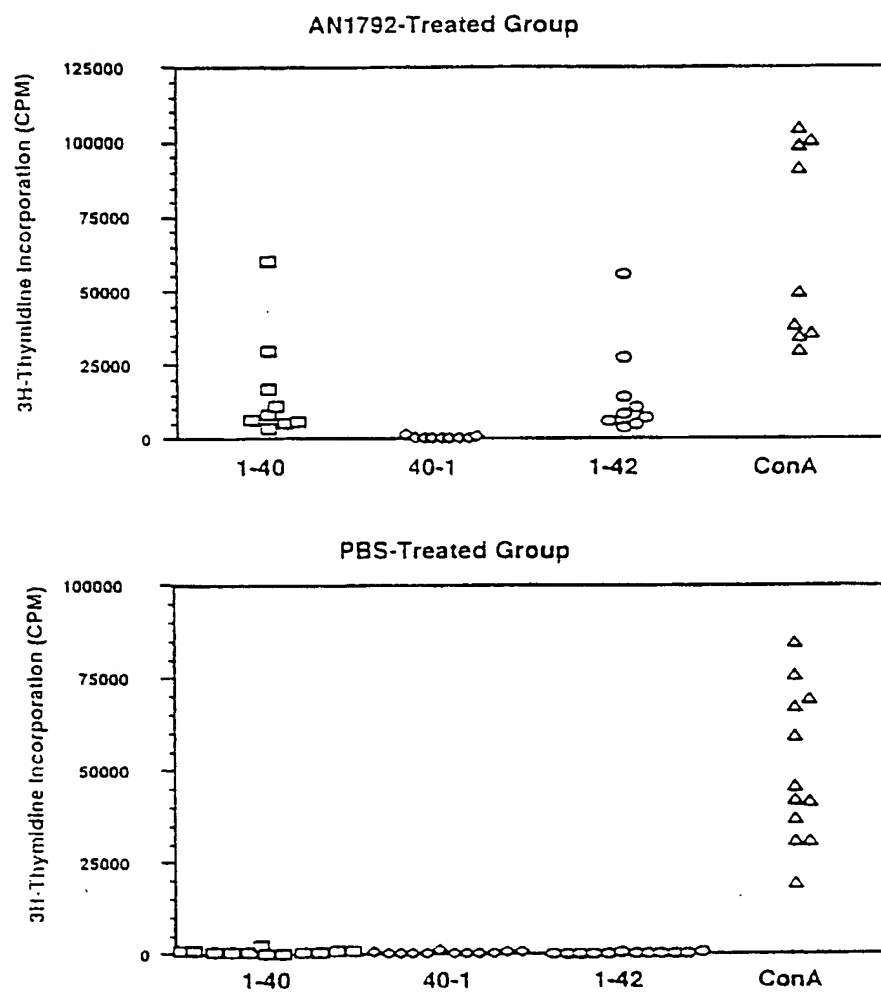 AN1792-Treated Group
3H-Thymidine Incorporation (CPM)
125000
100000
75000
50000
25000
0
1-40
40-1
1-42
ConA
PBS-Treated Group
3H-Thymidine Incorporation (CPM)
100000
75000
50000
25000
0
1-40
40-1
1-42
ConA